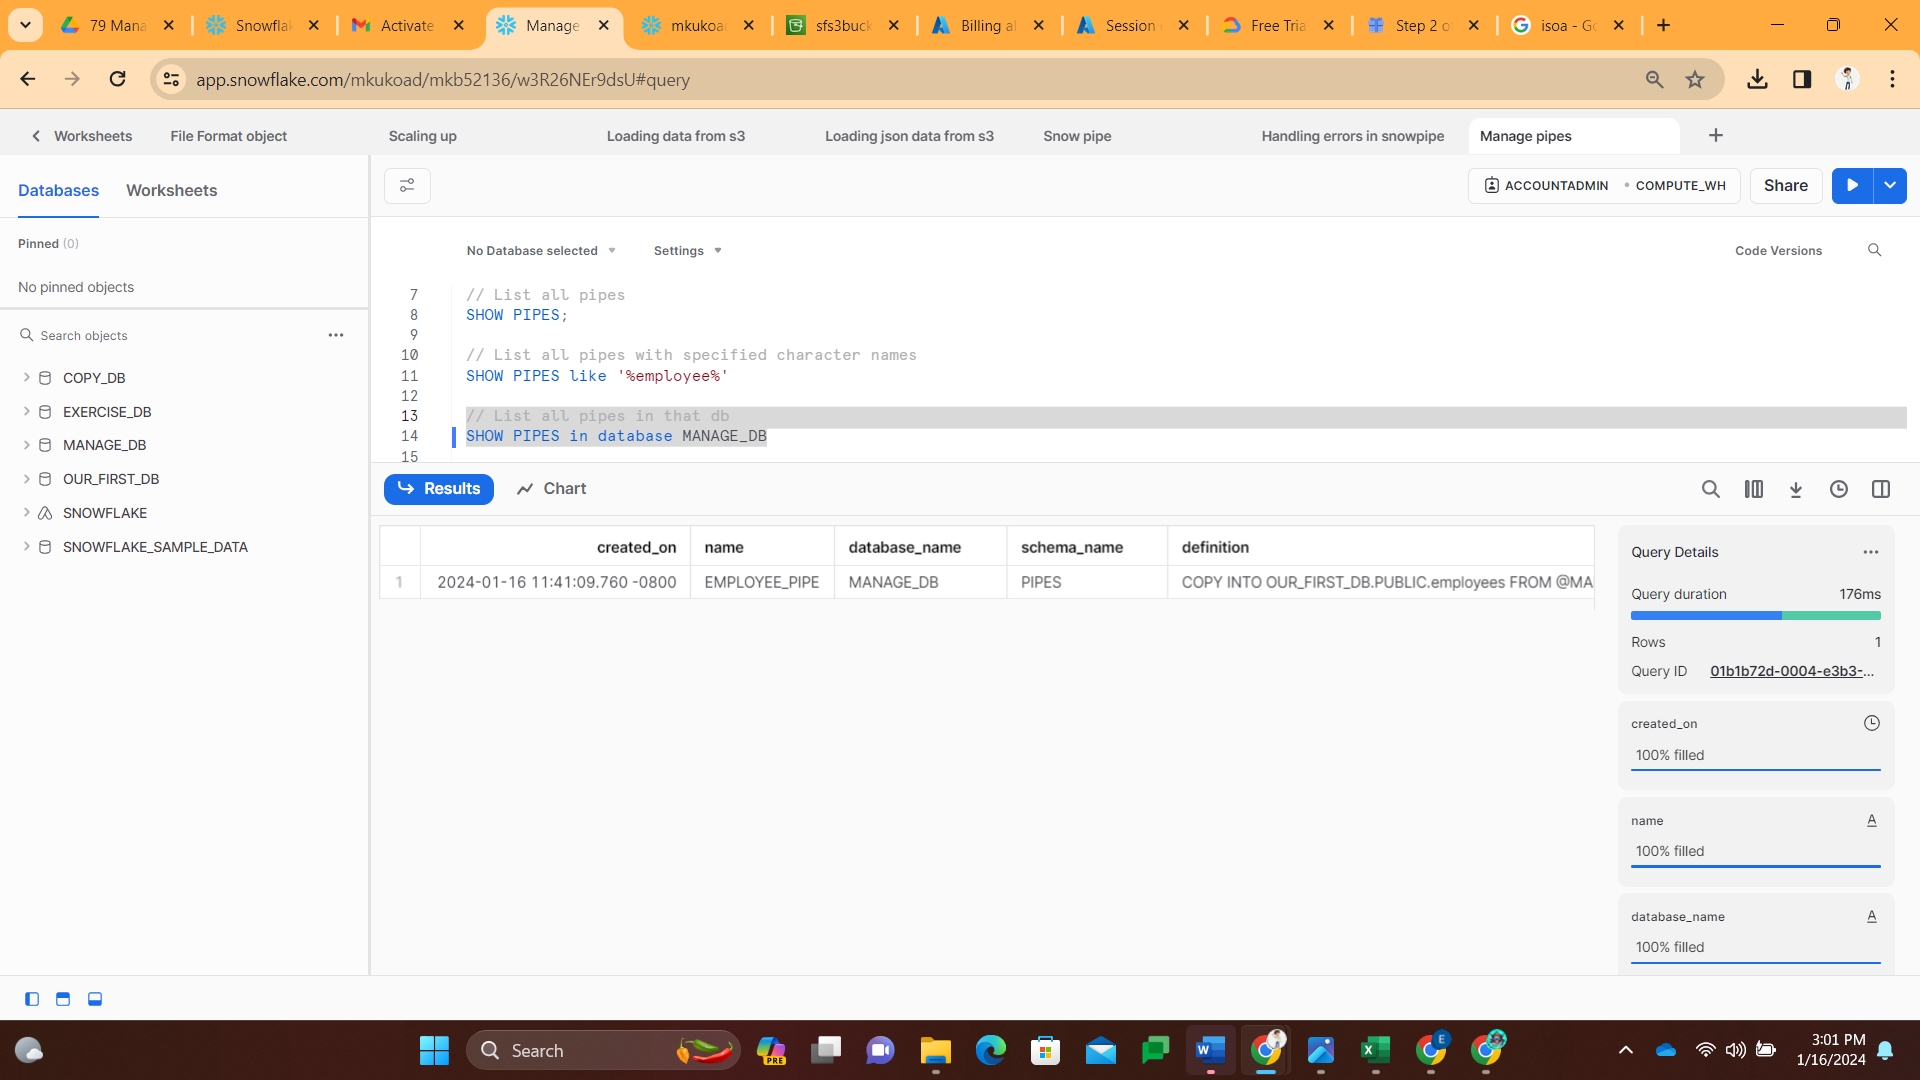 79 Mana
Snowfla
Activate
Manage
mkukoa
sfs3buck
Billing al
Session
Free Tria
Step 2 o
isoa - Go
app.snowflake.com/mkukoad/mkb52136/w3R26NEr9dsU#query
Worksheets
File Format object
Scaling up
Loading data from s3
Loading json data from s3
Snow pipe
Handling errors in snowpipe
Manage pipes
Databases
Worksheets
ACCOUNTADMIN
COMPUTE_WH
Share
Pinned (0)
No pinned objects
No Database selected
Settings
Code Versions
Search objects
COPY_DB
EXERCISE_DB
MANAGE_DB
OUR_FIRST_DB
SNOWFLAKE
SNOWFLAKE_SAMPLE_DATA
7 // List all pipes
8 SHOW PIPES;
9
10 // List all pipes with specified character names
11 SHOW PIPES like '%employee%'
12
13 // List all pipes in that db
14 SHOW PIPES in database MANAGE_DB
15
Results
Chart
created_on name database_name schema_name definition
1 2024-01-16 11:41:09.760 -0800 EMPLOYEE_PIPE MANAGE_DB PIPES COPY INTO OUR_FIRST_DB.PUBLIC.employees FROM @MA
Query Details
Query duration 176ms
Rows 1
Query ID 01b1b72d-0004-e3b3-...
created_on
100% filled
name A
100% filled
database_name A
100% filled
Search
PRE
E
3:01 PM
1/16/2024